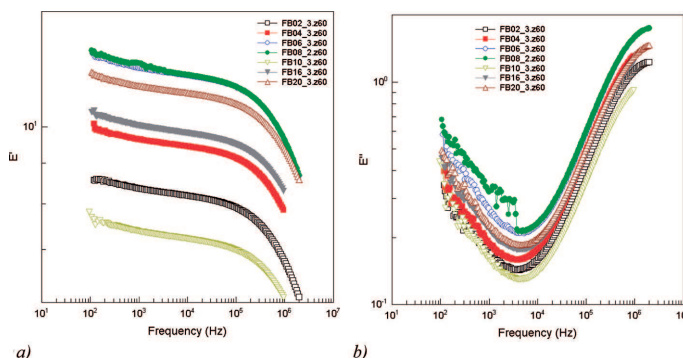 FB02_3.z60
FB04_3.z60
FB06_3.z60
FB08_2.z60
FB10_3.z60
FB16_3.z60
FB20_3.z60
E'
10¹
10¹ 10² 10³ 10⁴ 10⁵ 10⁶ 10⁷
Frequency (Hz)
a)
FB02_3.z60
FB04_3.z60
FB06_3.z60
FB08_2.z60
FB10_3.z60
FB16_3.z60
FB20_3.z60
E"
10⁰
10⁻¹
10¹ 10² 10³ 10⁴ 10⁵ 10⁶ 10⁷
Frequency (Hz)
b)